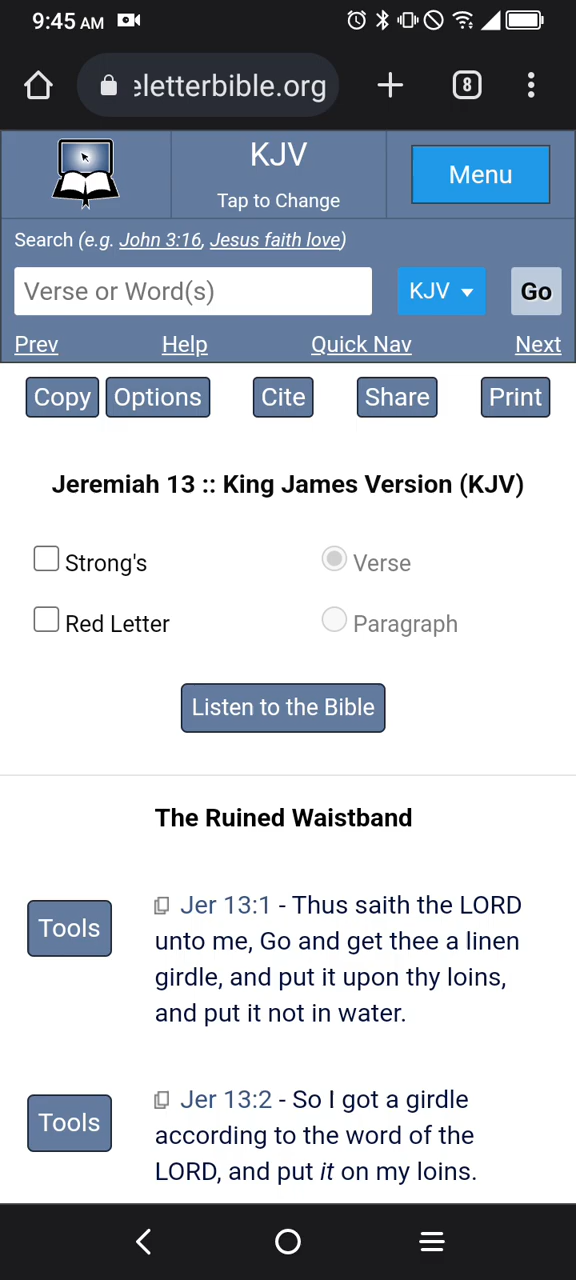 9:45 AM
eletterbible.org
8
KJV
Tap to Change
Menu
Search (e.g. John 3:16, Jesus faith love)
Verse or Word(s)
KJV
Go
Prev Help Quick Nav Next
Copy Options Cite Share Print
Jeremiah 13 :: King James Version (KJV)
Strong's Verse
Red Letter Paragraph
Listen to the Bible
The Ruined Waistband
Tools
Jer 13:1 - Thus saith the LORD
unto me, Go and get thee a linen
girdle, and put it upon thy loins,
and put it not in water.
Tools
Jer 13:2 - So I got a girdle
according to the word of the
LORD, and put it on my loins.